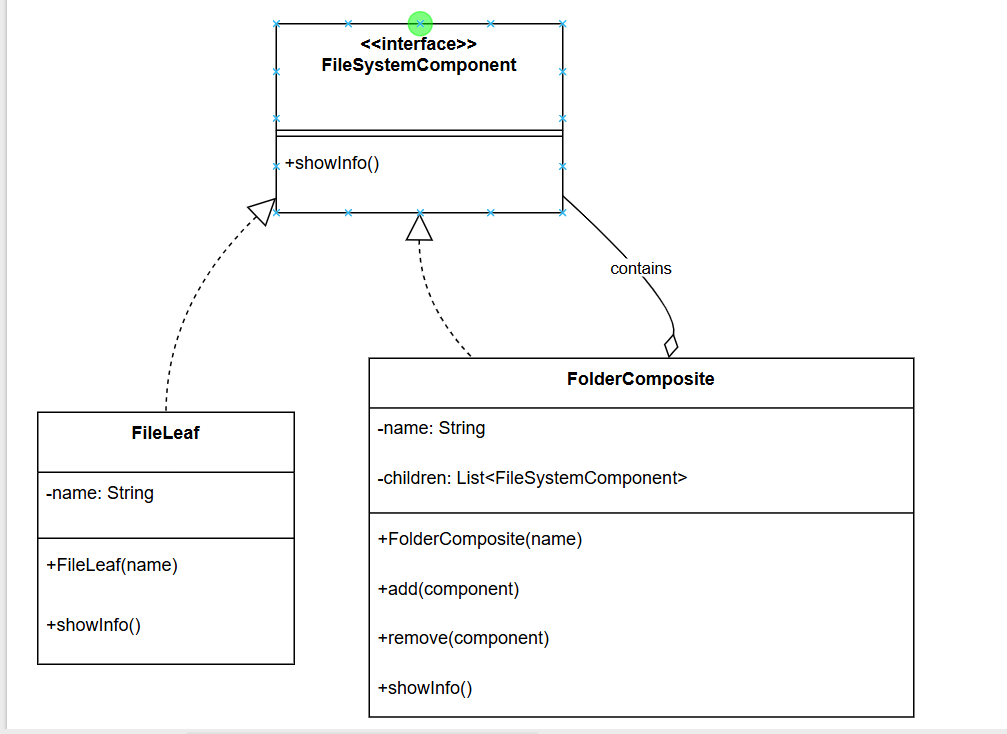 <<interface>>
FileSystemComponent
+showInfo()
contains
FileLeaf
-name: String
+FileLeaf(name)
+showInfo()
FolderComposite
-name: String
-children: List<FileSystemComponent>
+FolderComposite(name)
+add(component)
+remove(component)
+showInfo()